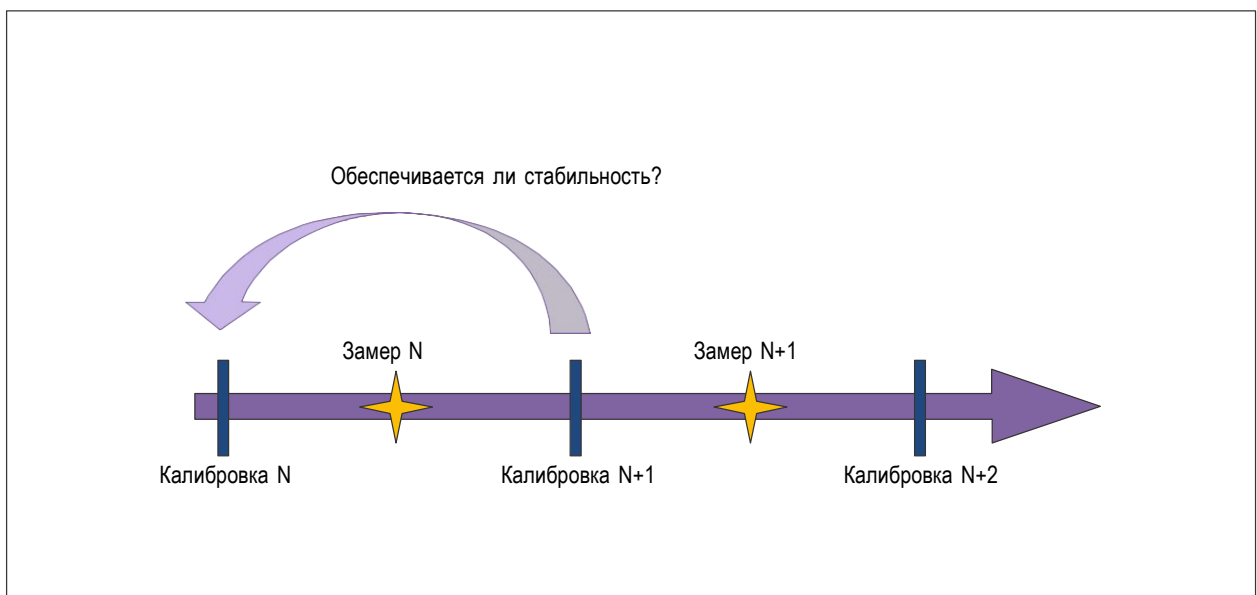 Обеспечивается ли стабильность?
Замер N
Замер N+1
Калибровка N
Калибровка N+1
Калибровка N+2